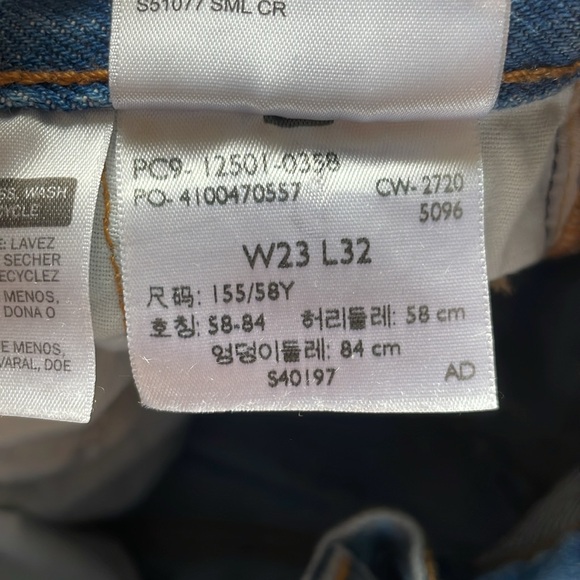 S51077 SML CR
PC9- 12501-0358
PO- 4100470557 CW-2720
5096
W23 L32
尺码: 155/58Y
호칭: 58-84 허리둘레: 58 cm
엉덩이둘레: 84 cm
S40197 AD
WASH
: LAVEZ
SECHER
ECYCLEZ
MENOS,
DONA O
E MENOS,
VARAL, DOE